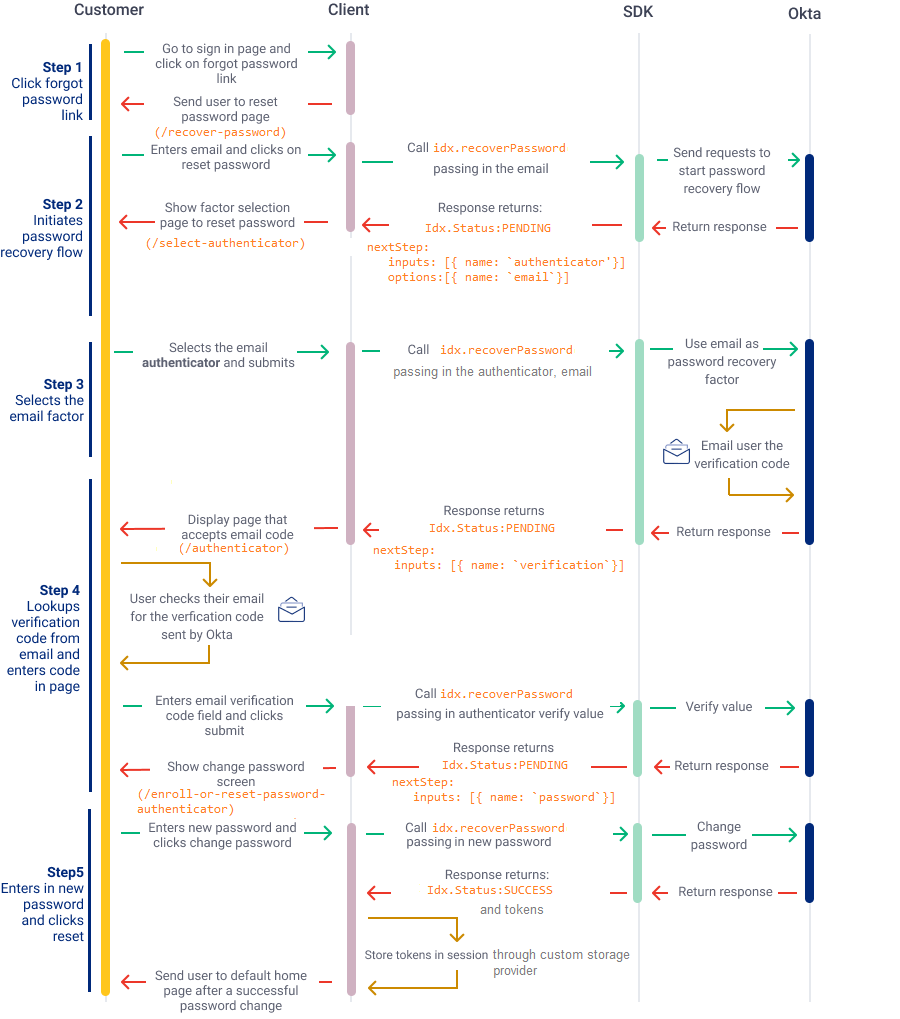 Customer
Client
SDK
Okta
Step 1
Click forgot
password
link
Go to sign in page and
click on forgot password
link
Send user to reset
password page
(/recover-password)
Step 2
Initiates
password
recovery flow
Enters email and clicks on
reset password
Call idx.recoverPassword
passing in the email
Send requests to
start password
recovery flow
Show factor selection
page to reset password
(/select-authenticator)
Response returns:
Idx.Status:PENDING
nextStep:
inputs: [{ name: `authenticator'}]
options:[{ name: `email`}]
Return response
Step 3
Selects the
email factor
Selects the email
authenticator and submits
Call idx.recoverPassword
passing in the authenticator, email
Use email as
password recovery
factor
Email user the
verification code
Display page that
accepts email code
(/authenticator)
Response returns
Idx.Status:PENDING
nextStep:
inputs: [{ name: `verification`}]
Return response
Step 4
Lookups
verification
code from
email and
enters code
in page
User checks their email
for the verfication code
sent by Okta
Enters email verification
code field and clicks
submit
Call idx.recoverPassword
passing in authenticator verify value
Verify value
Show change password
screen
(/enroll-or-reset-password-
authenticator)
Response returns
Idx.Status:PENDING
nextStep:
inputs: [{ name: `password`}]
Return response
Step5
Enters in new
password
and clicks
reset
Enters new password and
clicks change password
Call idx.recoverPassword
passing in new password
Change
password
Response returns:
Idx.Status:SUCCESS
and tokens
Return response
Store tokens in session through custom storage
provider
Send user to default home
page after a successful
password change